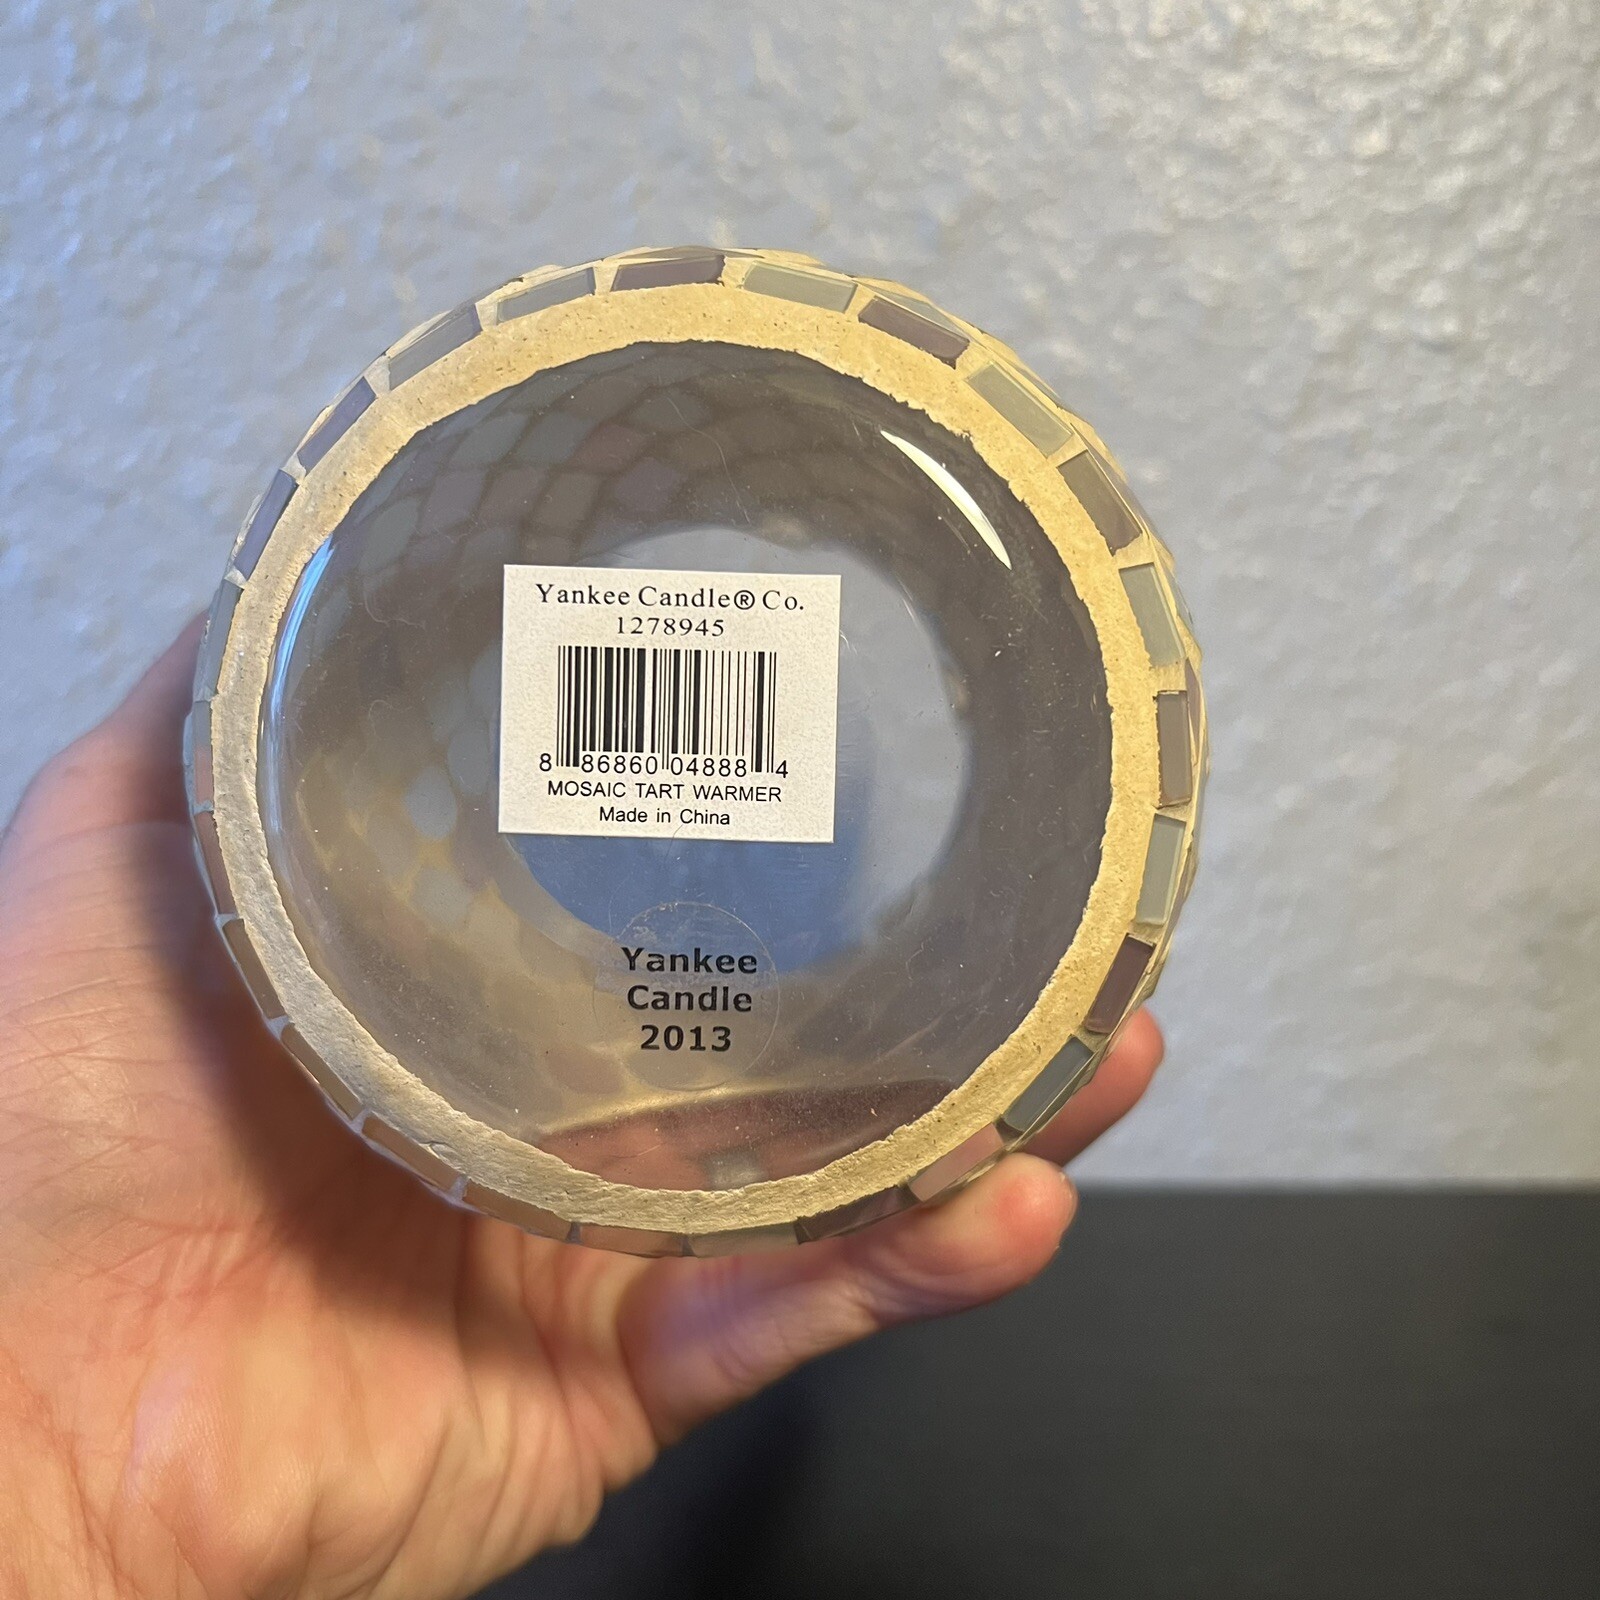 Yankee Candle® Co.
1278945
8 86860 04888 4
MOSAIC TART WARMER
Made in China
Yankee
Candle
2013